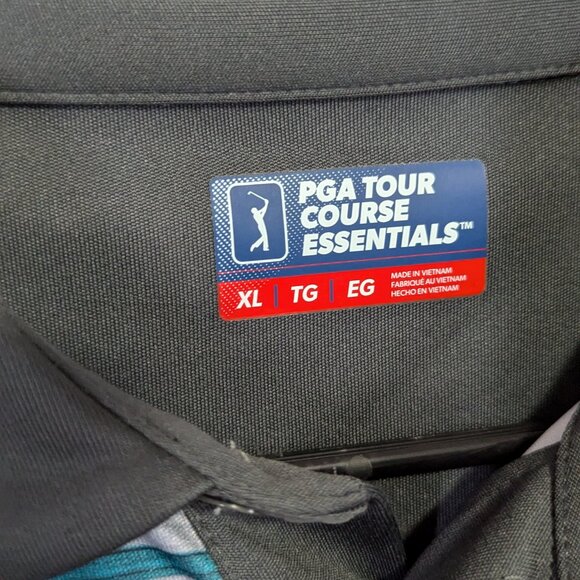 PGA TOUR
COURSE
ESSENTIALS™
XL | TG | EG
MADE IN VIETNAM
FABRIQUÉ AU VIETNAM
HECHO EN VIETNAM